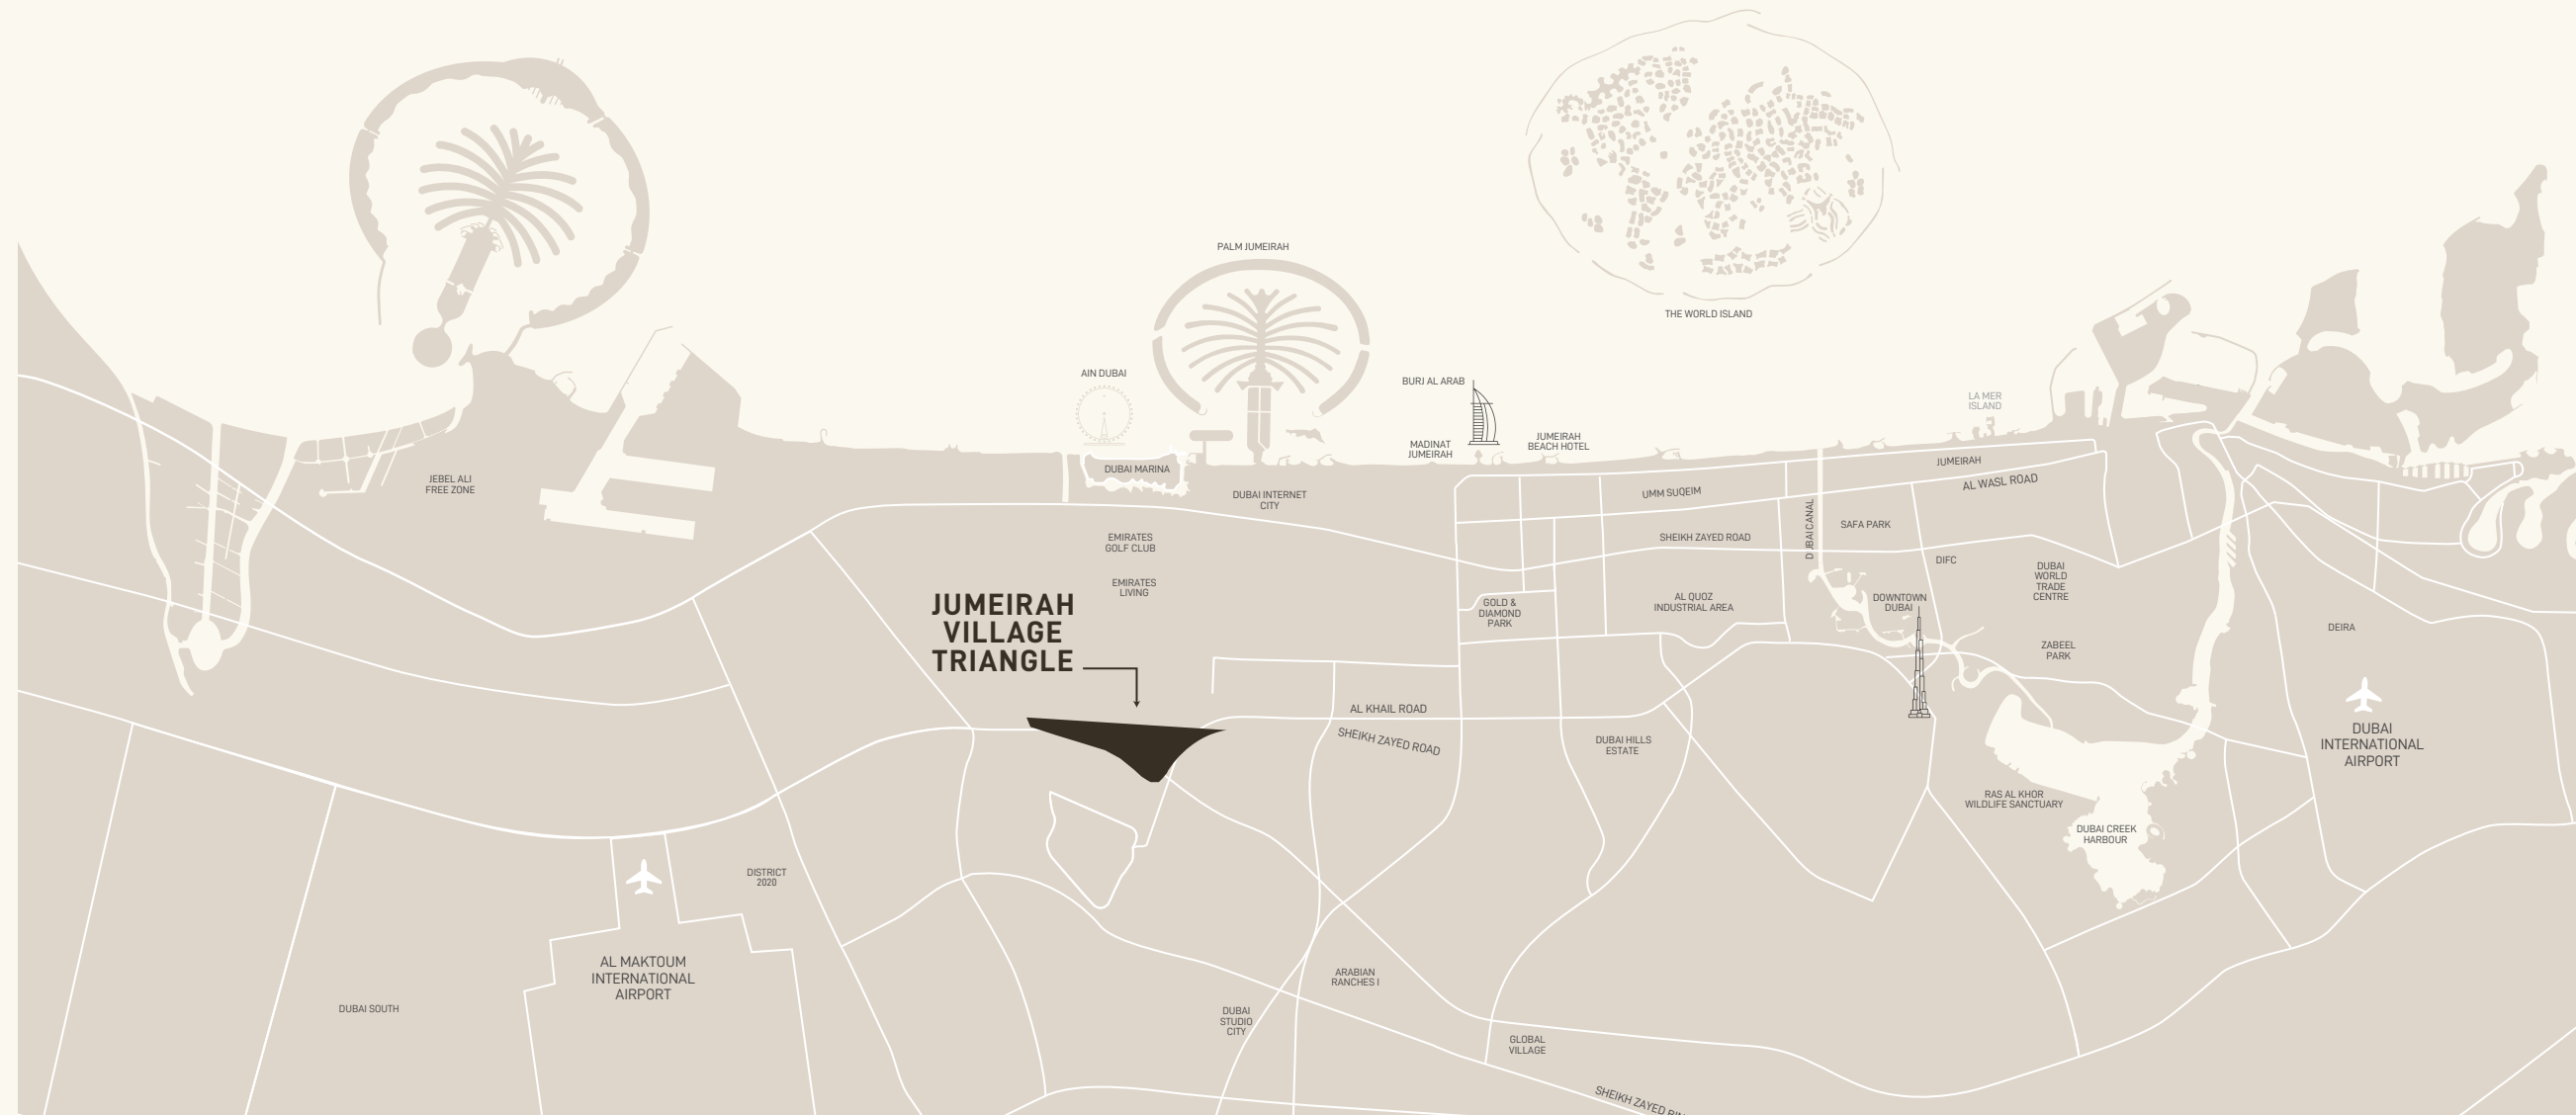 PALM JUMEIRAH
THE WORLD ISLAND
AIN DUBAI
BURJ AL ARAB
LA MER
ISLAND
MADINAT
JUMEIRAH
JUMEIRAH
BEACH HOTEL
JEBEL ALI
FREE ZONE
DUBAI MARINA
DUBAI INTERNET
CITY
JUMEIRAH
UMM SUQEIM
AL WASL ROAD
EMIRATES
GOLF CLUB
SHEIKH ZAYED ROAD
D JBAI CANAL
SAFA PARK
DIFC
EMIRATES
LIVING
DUBAI
WORLD
TRADE
CENTRE
JUMEIRAH
VILLAGE
TRIANGLE
GOLD &
DIAMOND
PARK
AL QUOZ
INDUSTRIAL AREA
DOWNTOWN
DUBAI
DEIRA
ZABEEL
PARK
AL KHAIL ROAD
SHEIKH ZAYED ROAD
DUBAI HILLS
ESTATE
DUBAI
INTERNATIONAL
AIRPORT
RAS AL KHOR
WILDLIFE SANCTUARY
DUBAI CREEK
HARBOUR
DISTRICT
2020
AL MAKTOUM
INTERNATIONAL
AIRPORT
ARABIAN
RANCHES I
DUBAI SOUTH
DUBAI
STUDIO
CITY
GLOBAL
VILLAGE
SHEIKH ZAYED